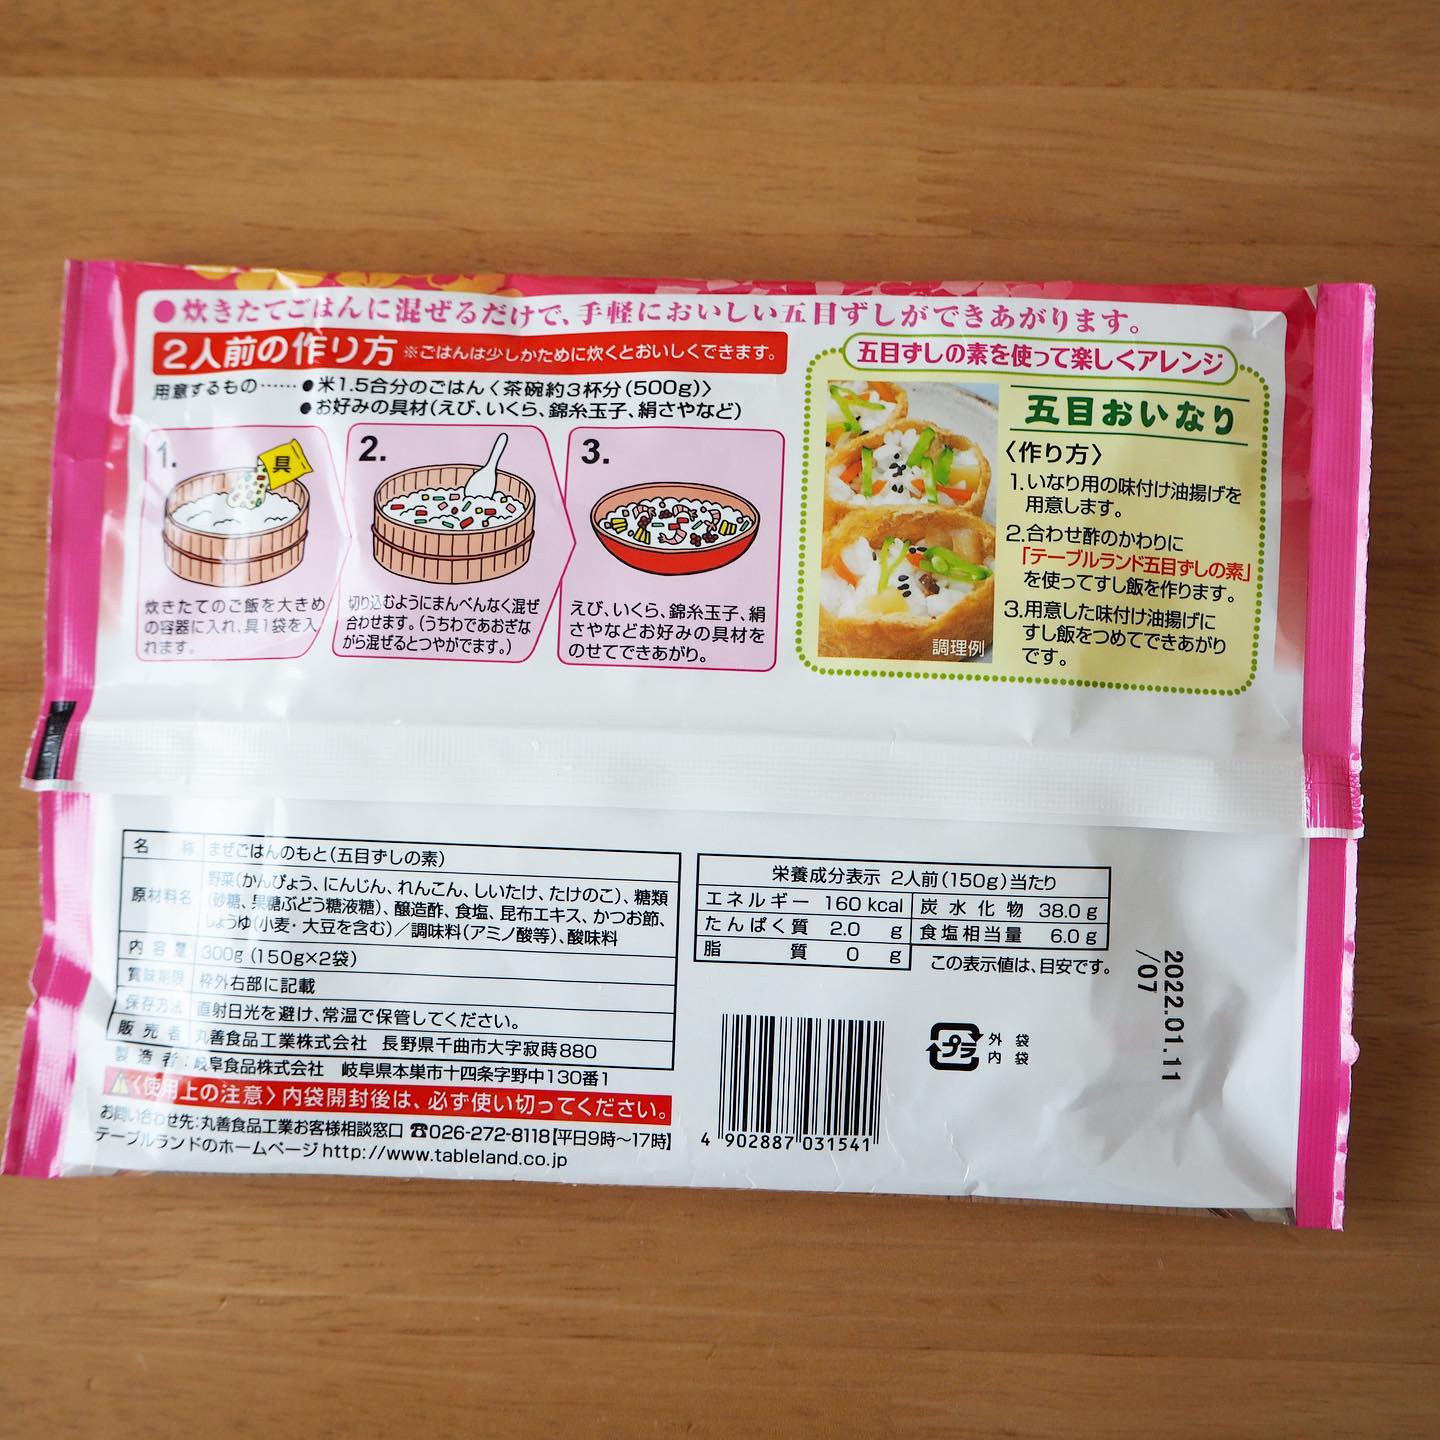 ●炊きたてごはんに混ぜるだけで、手軽においしい五目ずしができあがります。
2人前の作り方 ※ごはんは少しかために炊くとおいしくできます。
用意するもの……●米1.5合分のごはん〈茶碗約3杯分(500g)〉
●お好みの具材(えび、いくら、錦糸玉子、絹さやなど)
1.
具
炊きたてのご飯を大きめ
の容器に入れ、具1袋を入
れます。
2.
切り込むようにまんべんなく混ぜ
合わせます。(うちわであおぎな
がら混ぜるとつやがでます。)
3.
えび、いくら、錦糸玉子、絹
さやなどお好みの具材を
のせてできあがり。
五目ずしの素を使って楽しくアレンジ
五目おいなり
〈作り方〉
1.いなり用の味付け油揚げを
用意します。
2.合わせ酢のかわりに
「テーブルランド五目ずしの素」
を使ってすし飯を作ります。
3.用意した味付け油揚げに
すし飯をつめてできあがり
です。
調理例
名称 まぜごはんのもと(五目ずしの素)
原材料名 野菜(かんぴょう、にんじん、れんこん、しいたけ、たけのこ)、糖類
(砂糖、果糖ぶどう糖液糖)、醸造酢、食塩、昆布エキス、かつお節、
しょうゆ(小麦・大豆を含む)／調味料(アミノ酸等)、酸味料
内容量 300g(150g×2袋)
賞味期限 枠外右部に記載
保存方法 直射日光を避け、常温で保管してください。
販売者 丸善食品工業株式会社 長野県千曲市大字寂蒔880
製造者:岐阜食品株式会社 岐阜県本巣市十四条字野中130番1
〈使用上の注意〉内袋開封後は、必ず使い切ってください。
お問い合わせ先:丸善食品工業お客様相談窓口 ☎026-272-8118【平日9時〜17時】
テーブルランドのホームページ http://www.tableland.co.jp
栄養成分表示 2人前(150g)当たり
エネルギー 160kcal 炭水化物 38.0g
たんぱく質 2.0g 食塩相当量 6.0g
脂質 0g
この表示値は、目安です。
4 902887 031541
プラ
外袋
内袋
2022.01.11
/07